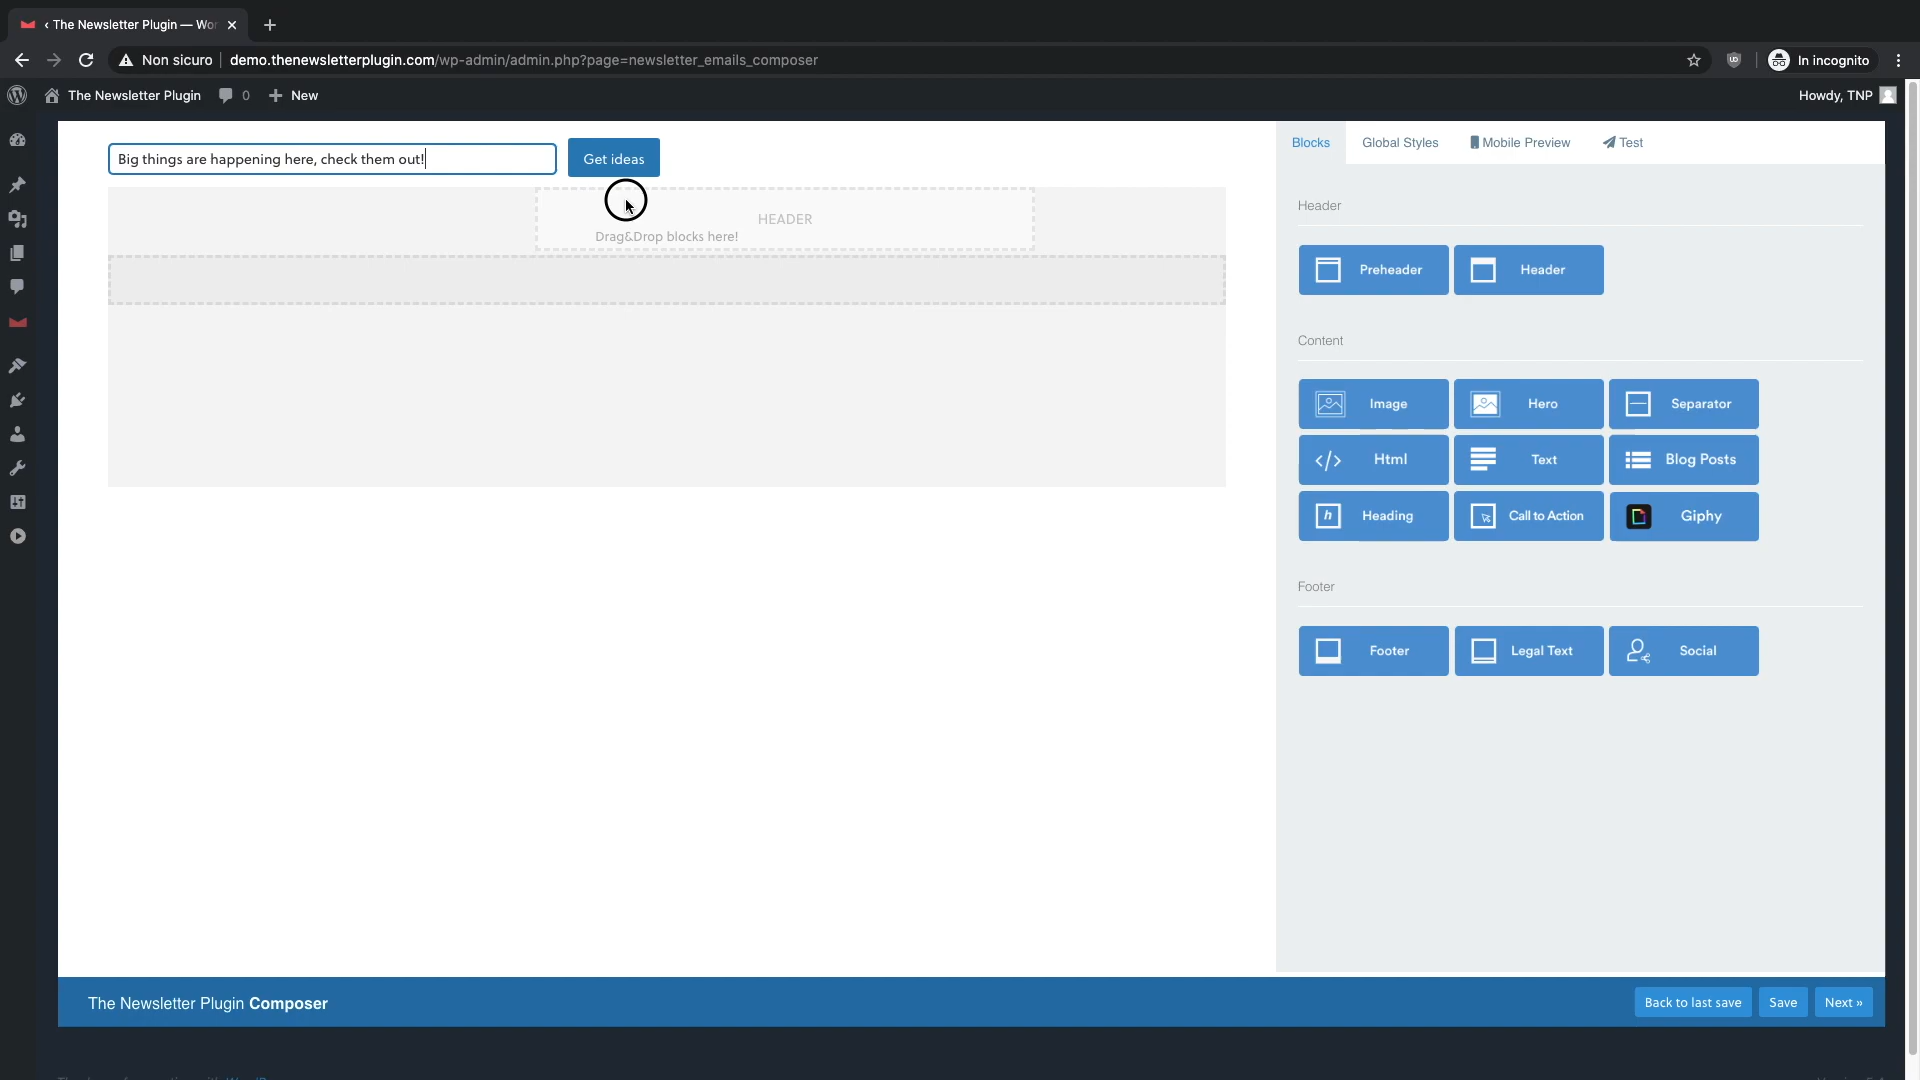 ‹ The Newsletter Plugin — Wor
Non sicuro
demo.thenewsletterplugin.com/wp-admin/admin.php?page=newsletter_emails_composer
In incognito
The Newsletter Plugin
0
New
Howdy, TNP
Big things are happening here, check them out!
Get ideas
Blocks
Global Styles
Mobile Preview
Test
HEADER
Drag&Drop blocks here!
Header
Preheader
Header
Content
Image
Hero
Separator
Html
Text
Blog Posts
Heading
Call to Action
Giphy
Footer
Footer
Legal Text
Social
The Newsletter Plugin Composer
Back to last save
Save
Next »